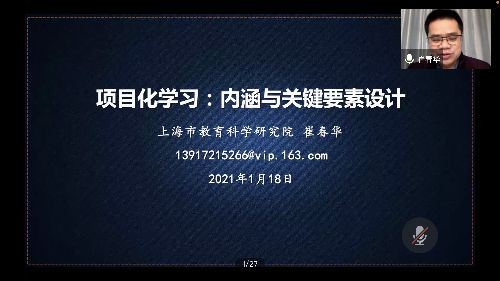 项目化学习：内涵与关键要素设计
上海市教育科学研究院 崔春华
13917215266@vip.163.com
2021年1月18日
1/27